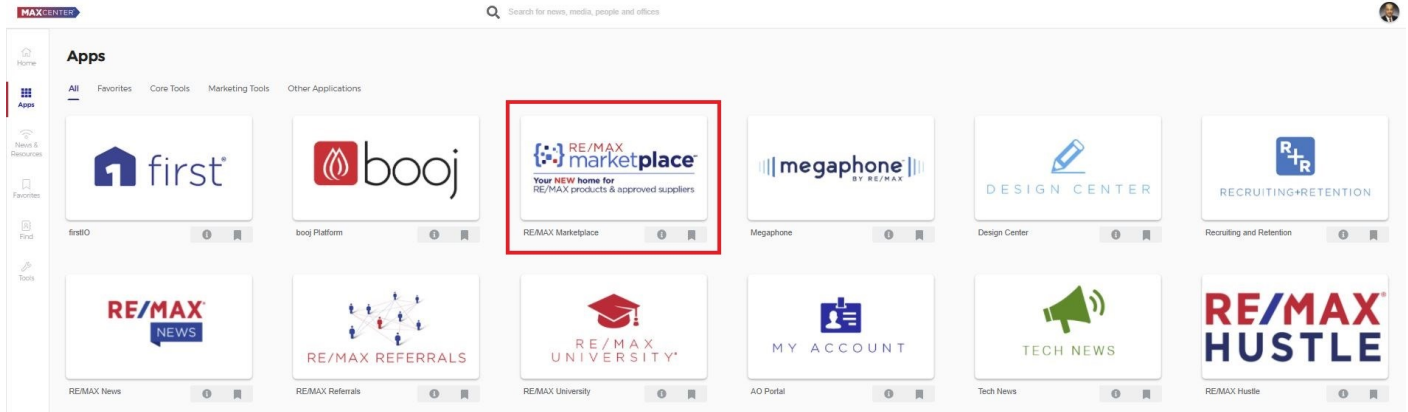 MAXCENTER
Search for news, media, people and offices
Home
Apps
News &
Resources
Favorites
Find
Tools
Apps
All Favorites Core Tools Marketing Tools Other Applications
1 first®
firstIO
booj
booj Platform
RE/MAX
marketplace℠
Your NEW home for
RE/MAX products & approved suppliers
RE/MAX Marketplace
megaphone
BY RE/MAX
Megaphone
DESIGN CENTER
Design Center
R+R
RECRUITING+RETENTION
Recruiting and Retention
RE/MAX®
NEWS
RE/MAX News
RE/MAX REFERRALS
RE/MAX Referrals
RE/MAX
UNIVERSITY®
RE/MAX University
MY ACCOUNT
AO Portal
TECH NEWS
Tech News
RE/MAX®
HUSTLE
RE/MAX Hustle